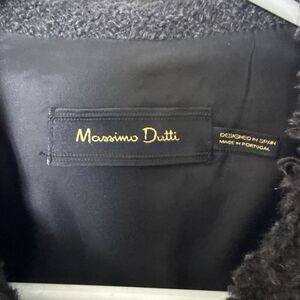 Massimo Dutti
DESIGNED IN SPAIN
MADE IN PORTUGAL